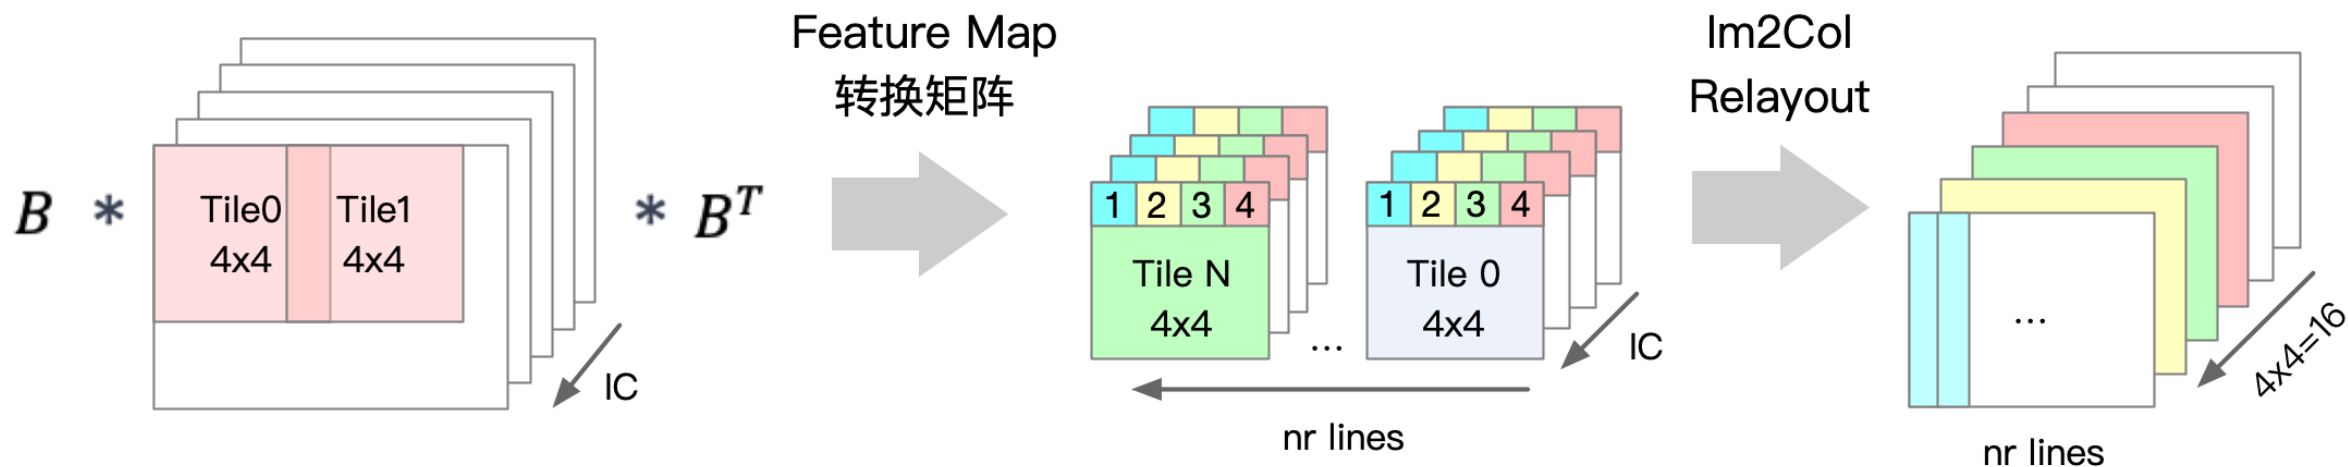 B * Tile0 4x4 Tile1 4x4 * B^T
IC
Feature Map
转换矩阵
1 2 3 4
Tile N
4x4
...
1 2 3 4
Tile 0
4x4
IC
nr lines
Im2Col
Relayout
...
4x4=16
nr lines